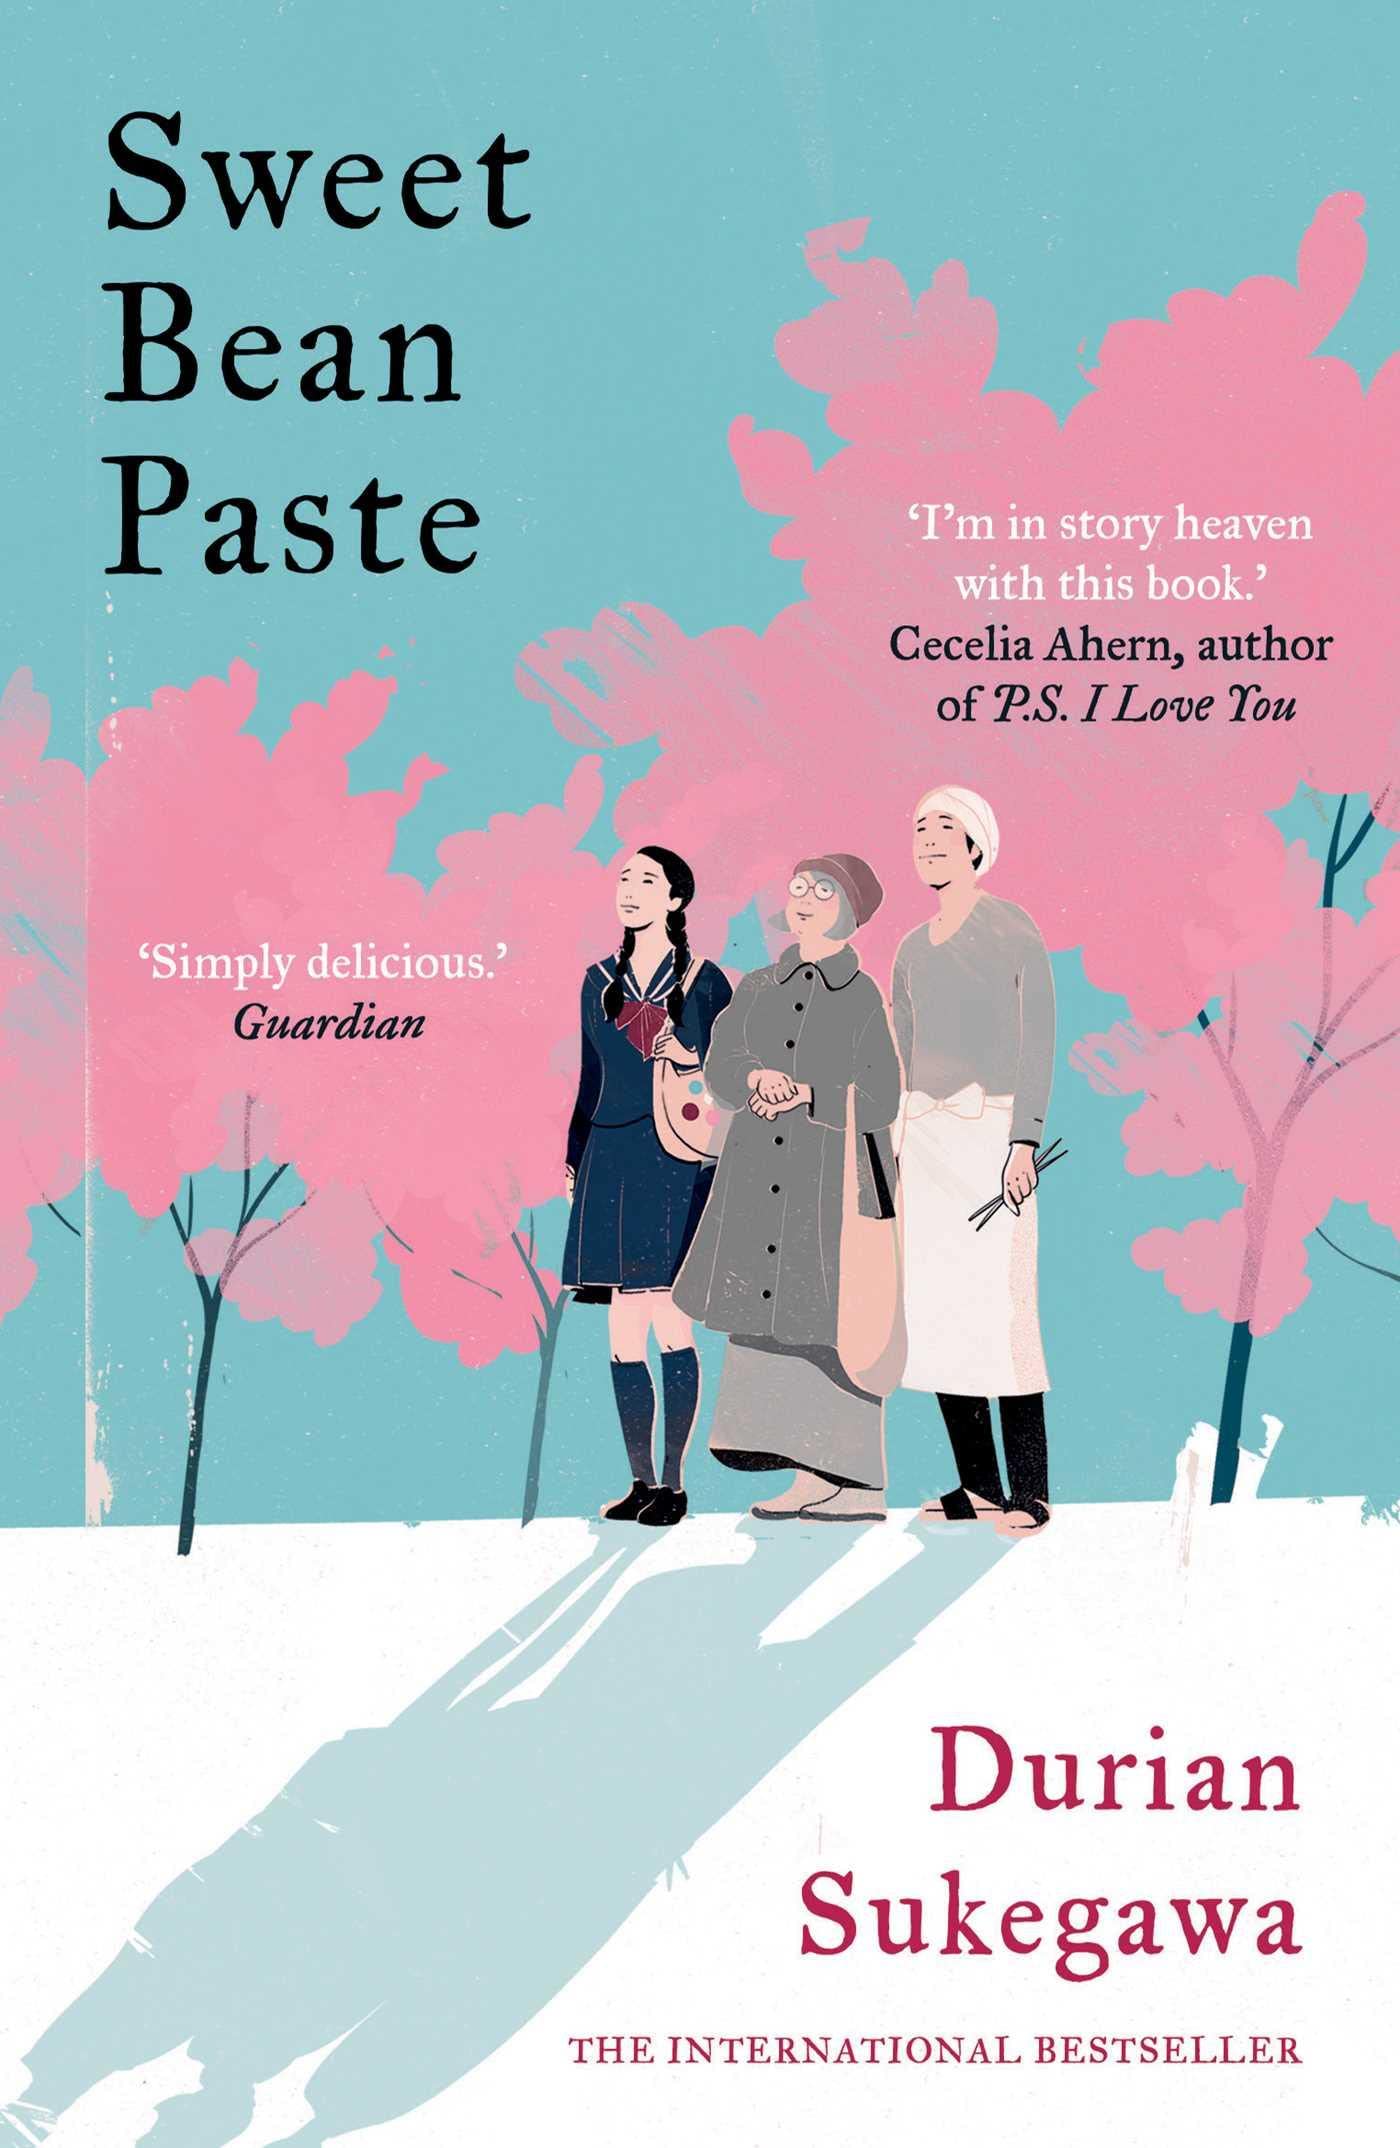 Sweet
Bean
Paste
‘I’m in story heaven
with this book.’
Cecelia Ahern, author
of P.S. I Love You
‘Simply delicious.’
Guardian
Durian
Sukegawa
THE INTERNATIONAL BESTSELLER